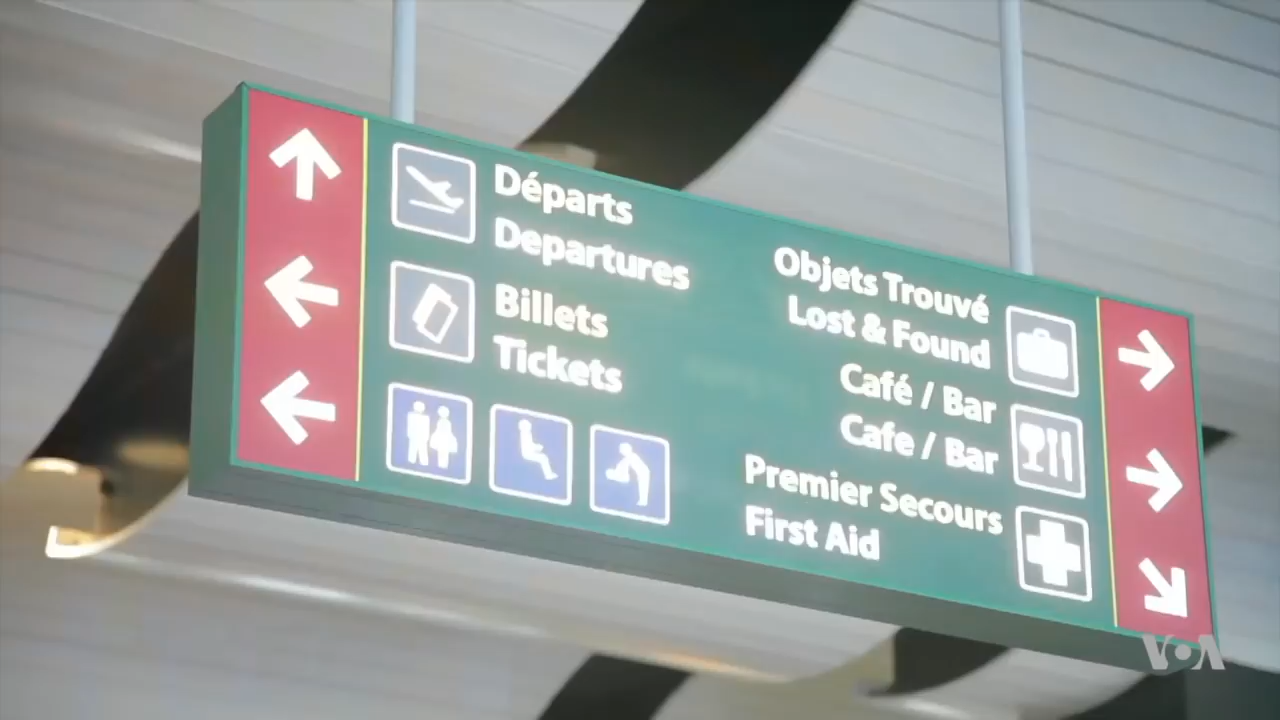 Départs
Departures
Billets
Tickets
Objets Trouvé
Lost & Found
Café / Bar
Cafe / Bar
Premier Secours
First Aid
VOA